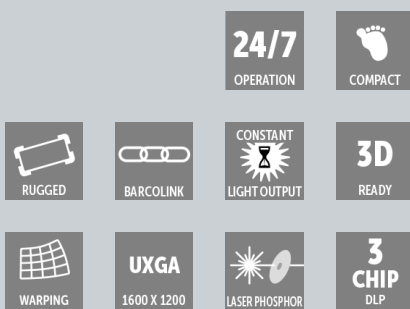 24/7
OPERATION
COMPACT
RUGGED
BARCOLINK
CONSTANT
LIGHT OUTPUT
3D
READY
WARPING
UXGA
1600 X 1200
LASER PHOSPHOR
3
CHIP
DLP